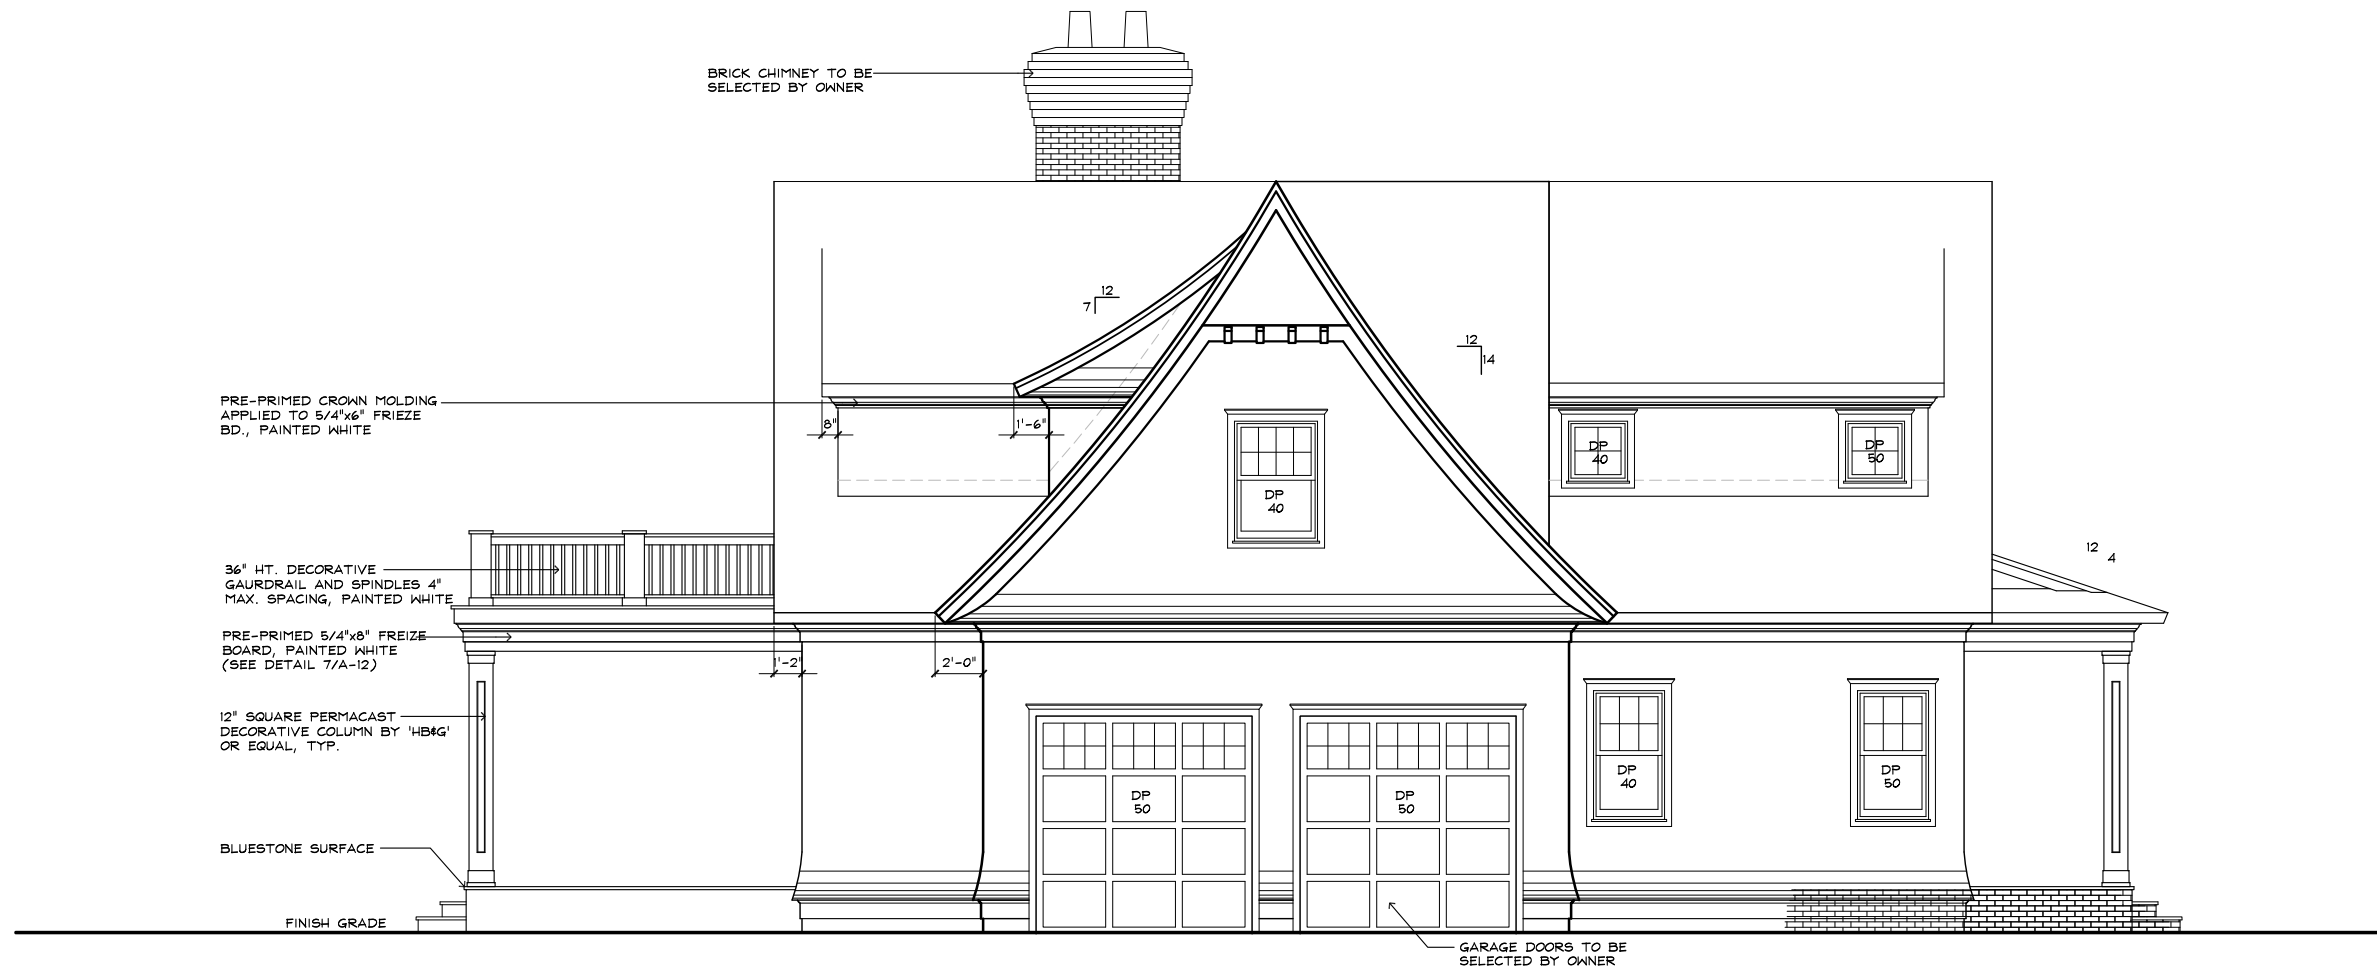 BRICK CHIMNEY TO BE
SELECTED BY OWNER
12
7
12
14
PRE-PRIMED CROWN MOLDING
APPLIED TO 5/4"x6" FRIEZE
BD., PAINTED WHITE
8"
1'-6"
DP
40
DP
50
DP
40
12
4
36" HT. DECORATIVE
GAURDRAIL AND SPINDLES 4"
MAX. SPACING, PAINTED WHITE
PRE-PRIMED 5/4"x8" FREIZE
BOARD, PAINTED WHITE
(SEE DETAIL 7/A-12)
1'-2"
2'-0"
12" SQUARE PERMACAST
DECORATIVE COLUMN BY 'HB&G'
OR EQUAL, TYP.
DP
50
DP
50
DP
40
DP
50
BLUESTONE SURFACE
FINISH GRADE
GARAGE DOORS TO BE
SELECTED BY OWNER